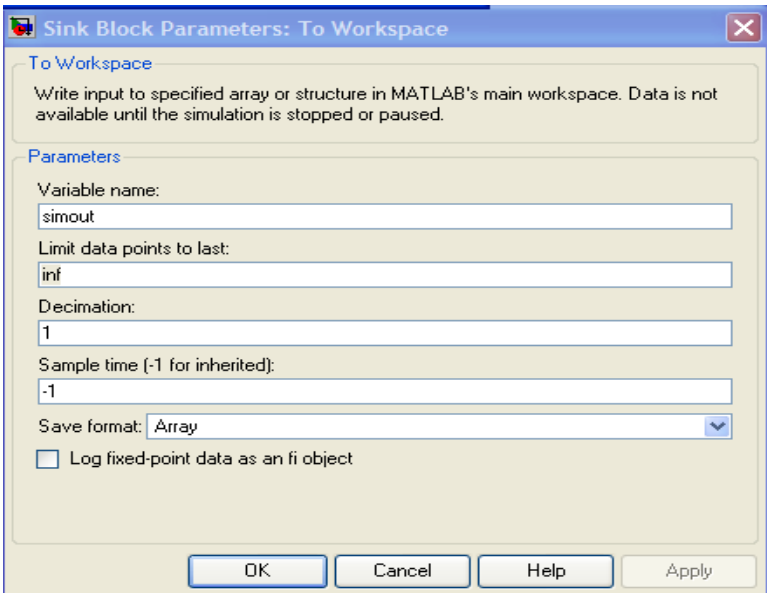 Sink Block Parameters: To Workspace
To Workspace
Write input to specified array or structure in MATLAB's main workspace. Data is not
available until the simulation is stopped or paused.
Parameters
Variable name:
simout
Limit data points to last:
inf
Decimation:
1
Sample time (-1 for inherited):
-1
Save format: Array
Log fixed-point data as an fi object
OK Cancel Help Apply